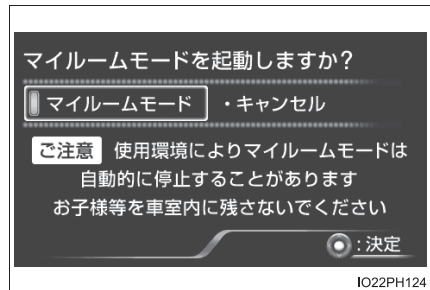 マイルームモードを起動しますか？
マイルームモード ・キャンセル
ご注意 使用環境によりマイルームモードは
自動的に停止することがあります
お子様等を車室内に残さないでください
:決定
IO22PH124